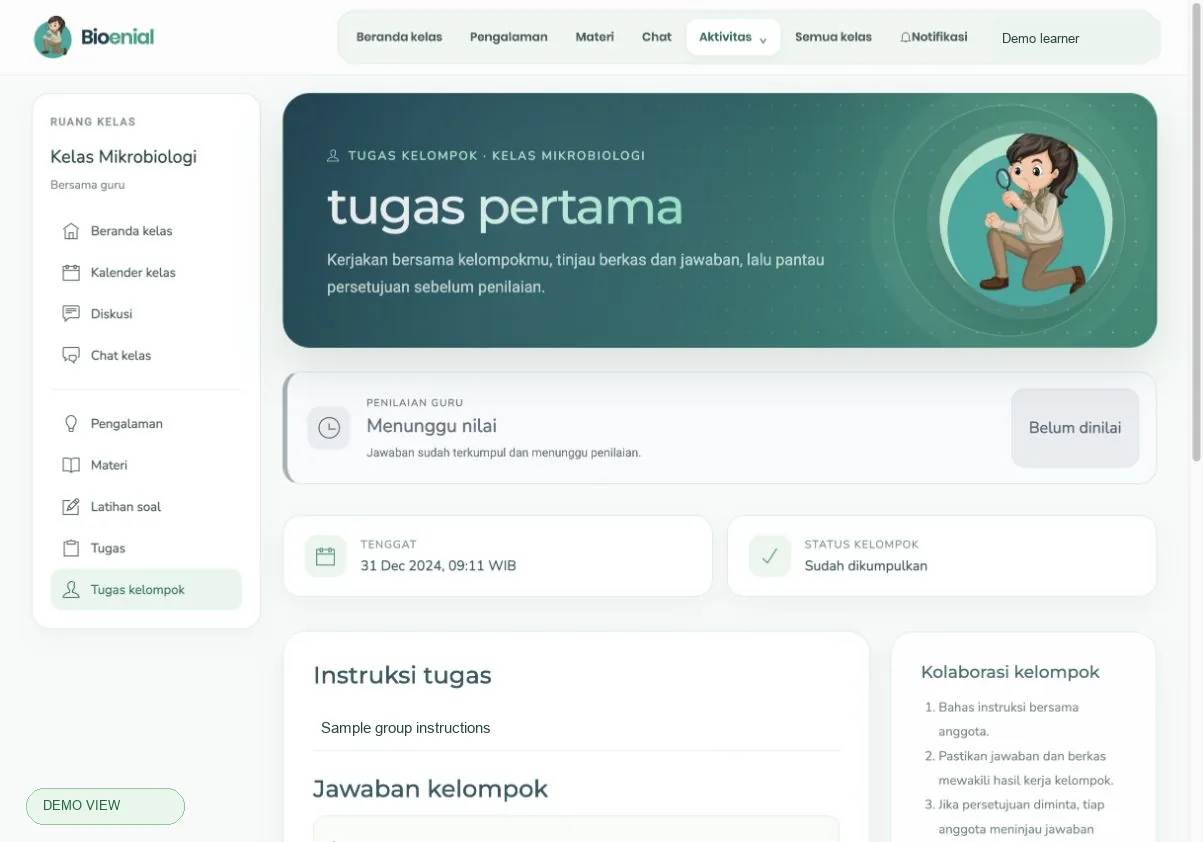 Bioenial
Beranda kelas
Pengalaman
Materi
Chat
Aktivitas
Semua kelas
Notifikasi
Demo learner
RUANG KELAS
Kelas Mikrobiologi
Bersama guru
Beranda kelas
Kalender kelas
Diskusi
Chat kelas
Pengalaman
Materi
Latihan soal
Tugas
Tugas kelompok
DEMO VIEW
TUGAS KELOMPOK · KELAS MIKROBIOLOGI
tugas pertama
Kerjakan bersama kelompokmu, tinjau berkas dan jawaban, lalu pantau
persetujuan sebelum penilaian.
PENILAIAN GURU
Menunggu nilai
Jawaban sudah terkumpul dan menunggu penilaian.
Belum dinilai
TENGGAT
31 Dec 2024, 09:11 WIB
STATUS KELOMPOK
Sudah dikumpulkan
Instruksi tugas
Sample group instructions
Jawaban kelompok
Kolaborasi kelompok
1. Bahas instruksi bersama
anggota.
2. Pastikan jawaban dan berkas
mewakili hasil kerja kelompok.
3. Jika persetujuan diminta, tiap
anggota meninjau jawaban